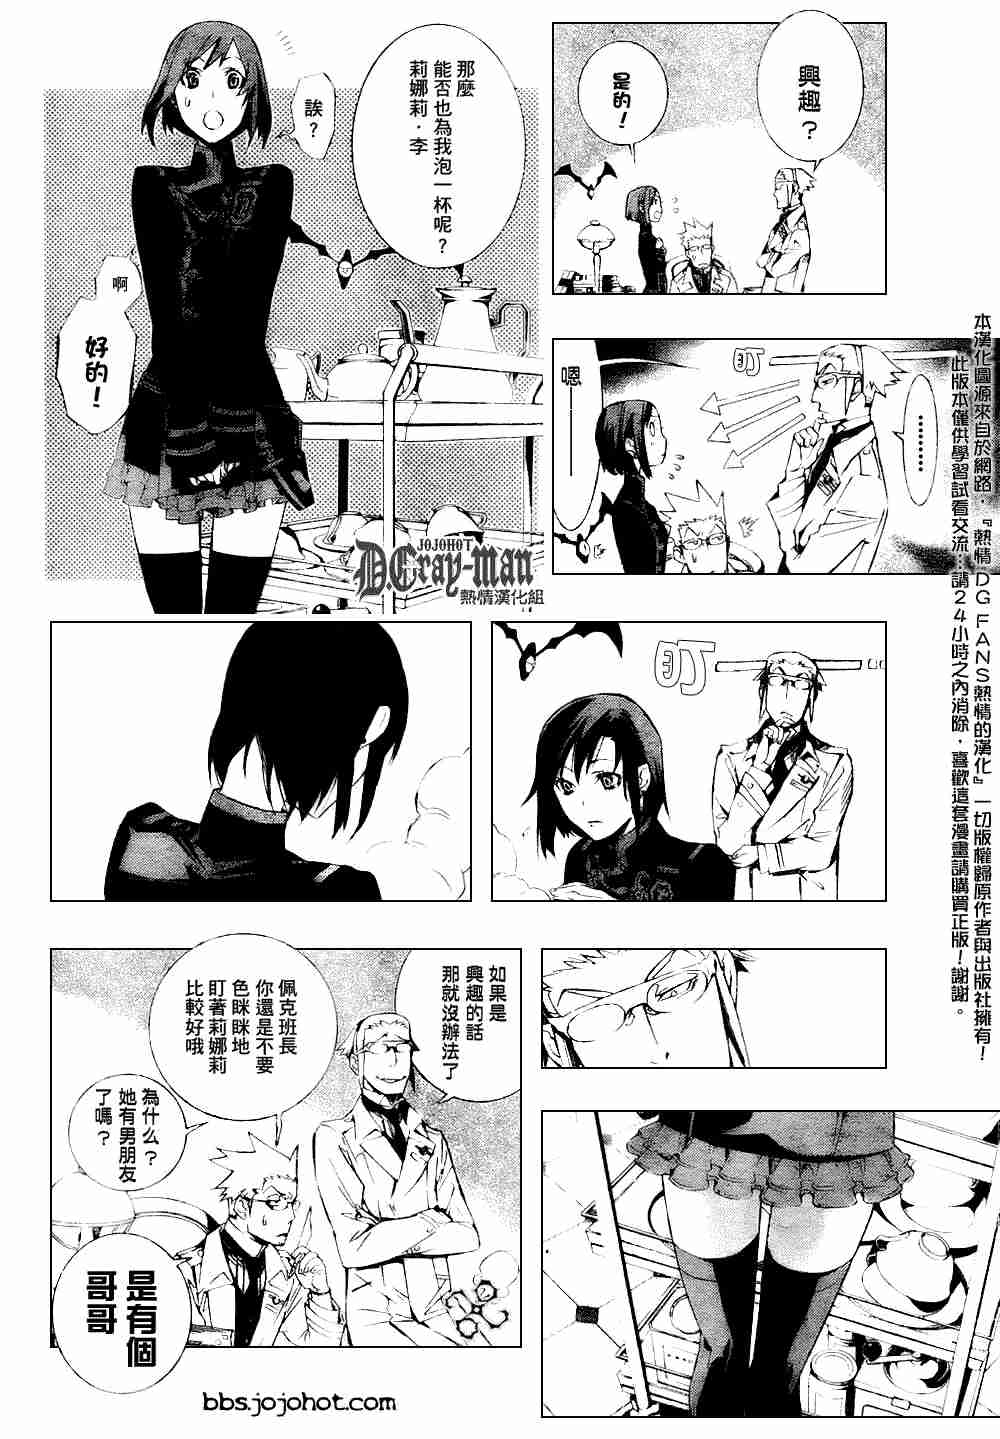 興趣？
是的！
那麼
能否也為我泡一杯呢？
莉娜莉．李
誒？
啊
好的！
盯
………
嗯——
JOJOHOT
D.Gray-Man
熱情漢化組
盯
如果是
興趣的話
那就沒辦法了
佩克班長
你還是不要
色眯眯地
盯著莉娜莉
比較好哦
為什么？
她有男朋友
了嗎？
是有個
哥哥
bbs.jojohot.com
本漢化圖源來自於網路．『熱情DG FANS熱情的漢化』一切版權歸原作者與出版社擁有！
此版本僅供學習試看交流…請24小時之內消除．喜歡這套漫畫請購買正版！謝謝。